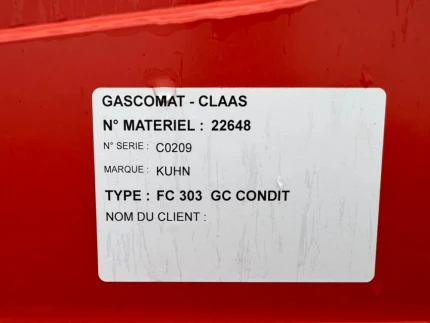 GASCOMAT - CLAAS
N° MATERIEL : 22648
N° SERIE : C0209
MARQUE : KUHN
TYPE : FC 303 GC CONDIT
NOM DU CLIENT :